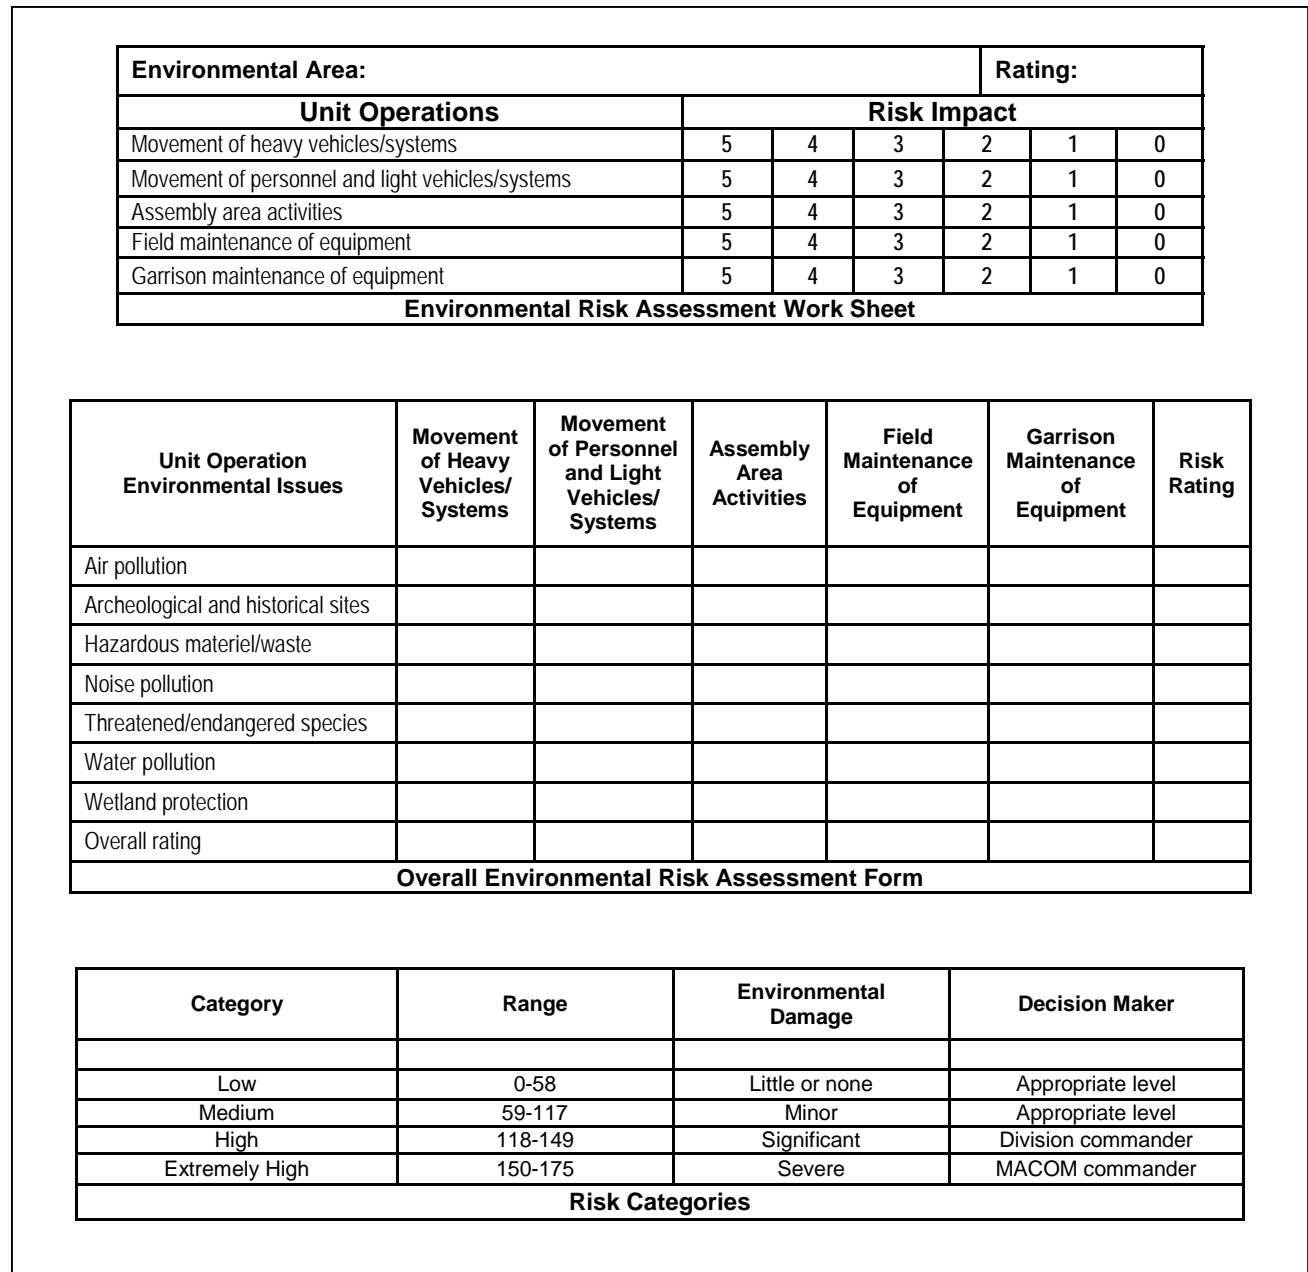 Environmental Area: Rating:
Unit Operations Risk Impact
Movement of heavy vehicles/systems 5 4 3 2 1 0
Movement of personnel and light vehicles/systems 5 4 3 2 1 0
Assembly area activities 5 4 3 2 1 0
Field maintenance of equipment 5 4 3 2 1 0
Garrison maintenance of equipment 5 4 3 2 1 0
Environmental Risk Assessment Work Sheet
Unit Operation
Environmental Issues
Movement
of Heavy
Vehicles/
Systems
Movement
of Personnel
and Light
Vehicles/
Systems
Assembly
Area
Activities
Field
Maintenance
of
Equipment
Garrison
Maintenance
of
Equipment
Risk
Rating
Air pollution
Archeological and historical sites
Hazardous materiel/waste
Noise pollution
Threatened/endangered species
Water pollution
Wetland protection
Overall rating
Overall Environmental Risk Assessment Form
Category Range Environmental
Damage Decision Maker
Low 0-58 Little or none Appropriate level
Medium 59-117 Minor Appropriate level
High 118-149 Significant Division commander
Extremely High 150-175 Severe MACOM commander
Risk Categories